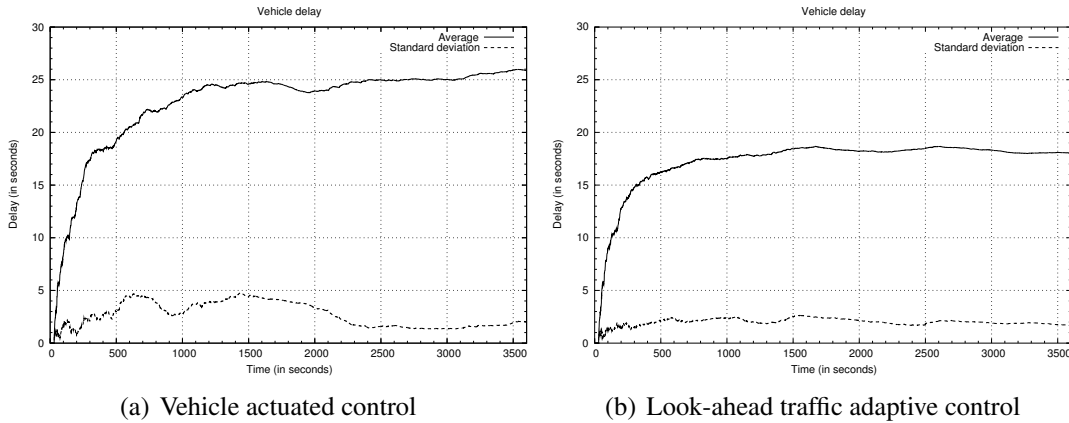 Vehicle delay
Average
Standard deviation
Delay (in seconds)
30
25
20
15
10
5
0
0 500 1000 1500 2000 2500 3000 3500
Time (in seconds)
(a) Vehicle actuated control
Vehicle delay
Average
Standard deviation
Delay (in seconds)
30
25
20
15
10
5
0
0 500 1000 1500 2000 2500 3000 3500
Time (in seconds)
(b) Look-ahead traffic adaptive control